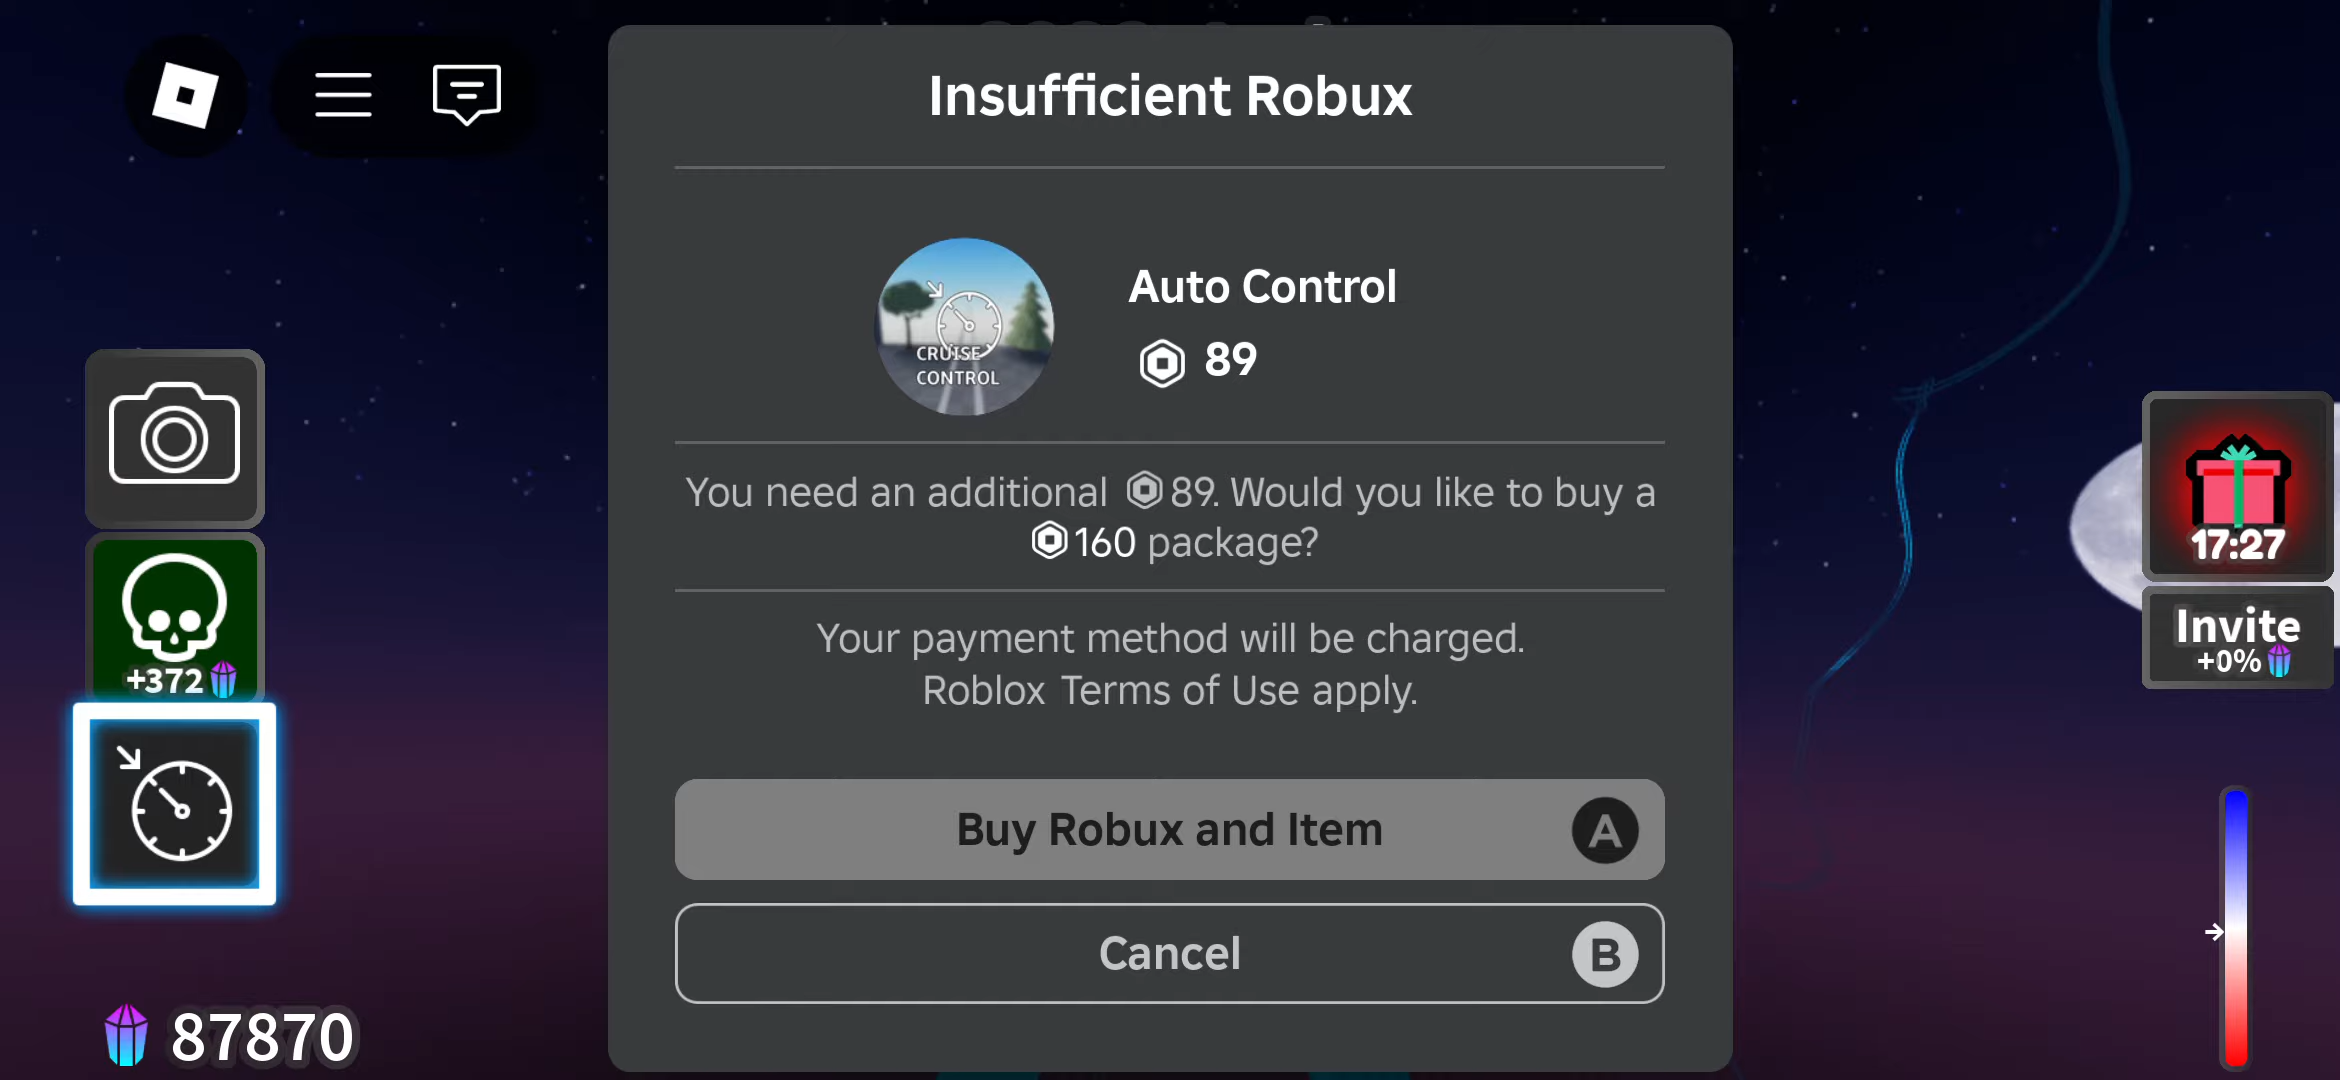 Insufficient Robux
CRUISE
CONTROL
Auto Control
89
You need an additional 89. Would you like to buy a
160 package?
Your payment method will be charged.
Roblox Terms of Use apply.
Buy Robux and Item
A
Cancel
B
+372
87870
17:27
Invite
+0%